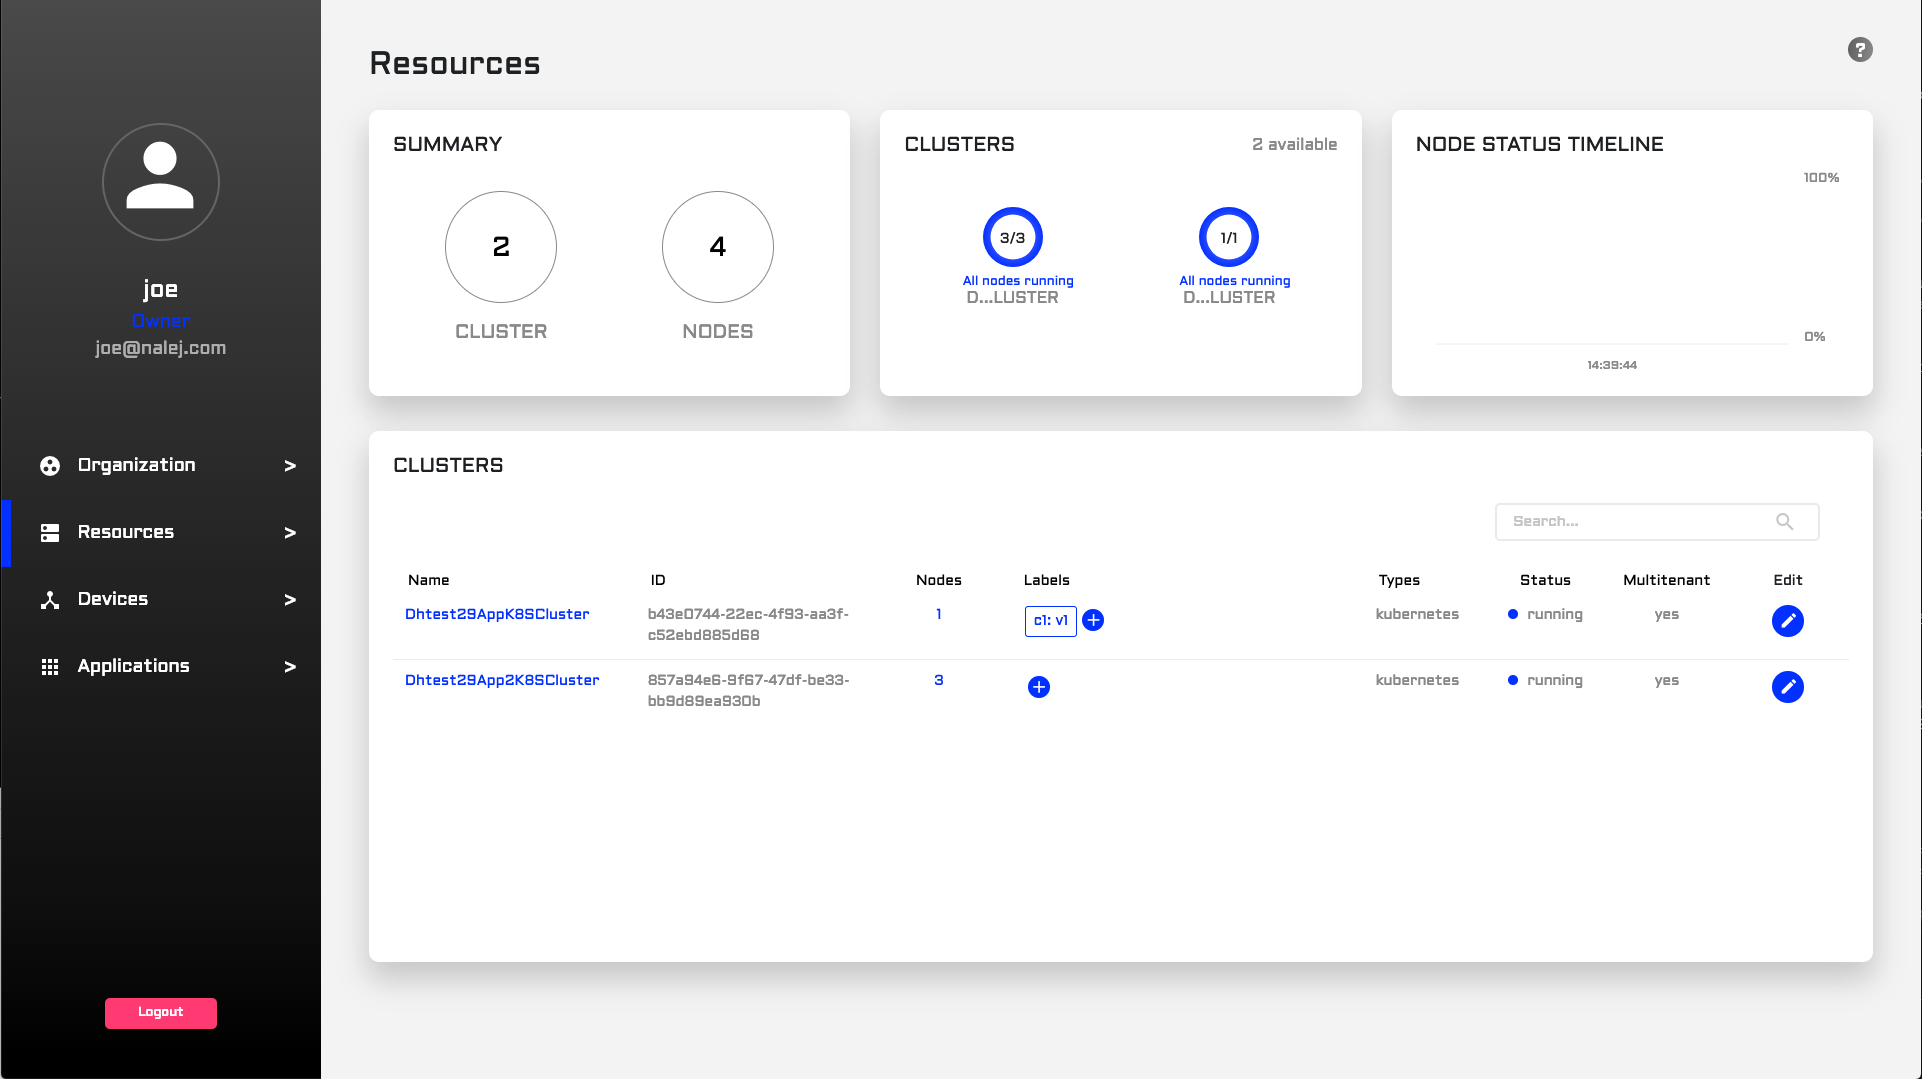 joe
Owner
joe@nalej.com
Organization >
Resources >
Devices >
Applications >
Logout
Resources
?
SUMMARY
2
CLUSTER
4
NODES
CLUSTERS
2 available
3/3
All nodes running
D...LUSTER
1/1
All nodes running
D...LUSTER
NODE STATUS TIMELINE
100%
0%
14:39:44
CLUSTERS
Search...
Name ID Nodes Labels Types Status Multitenant Edit
Dhtest29AppK8SCluster b43e0744-22ec-4f93-aa3f- 1 c1: v1 kubernetes running yes
c52ebd885d68
Dhtest29App2K8SCluster 857a94e6-9f67-47df-be33- 3 kubernetes running yes
bb9d89ea930b